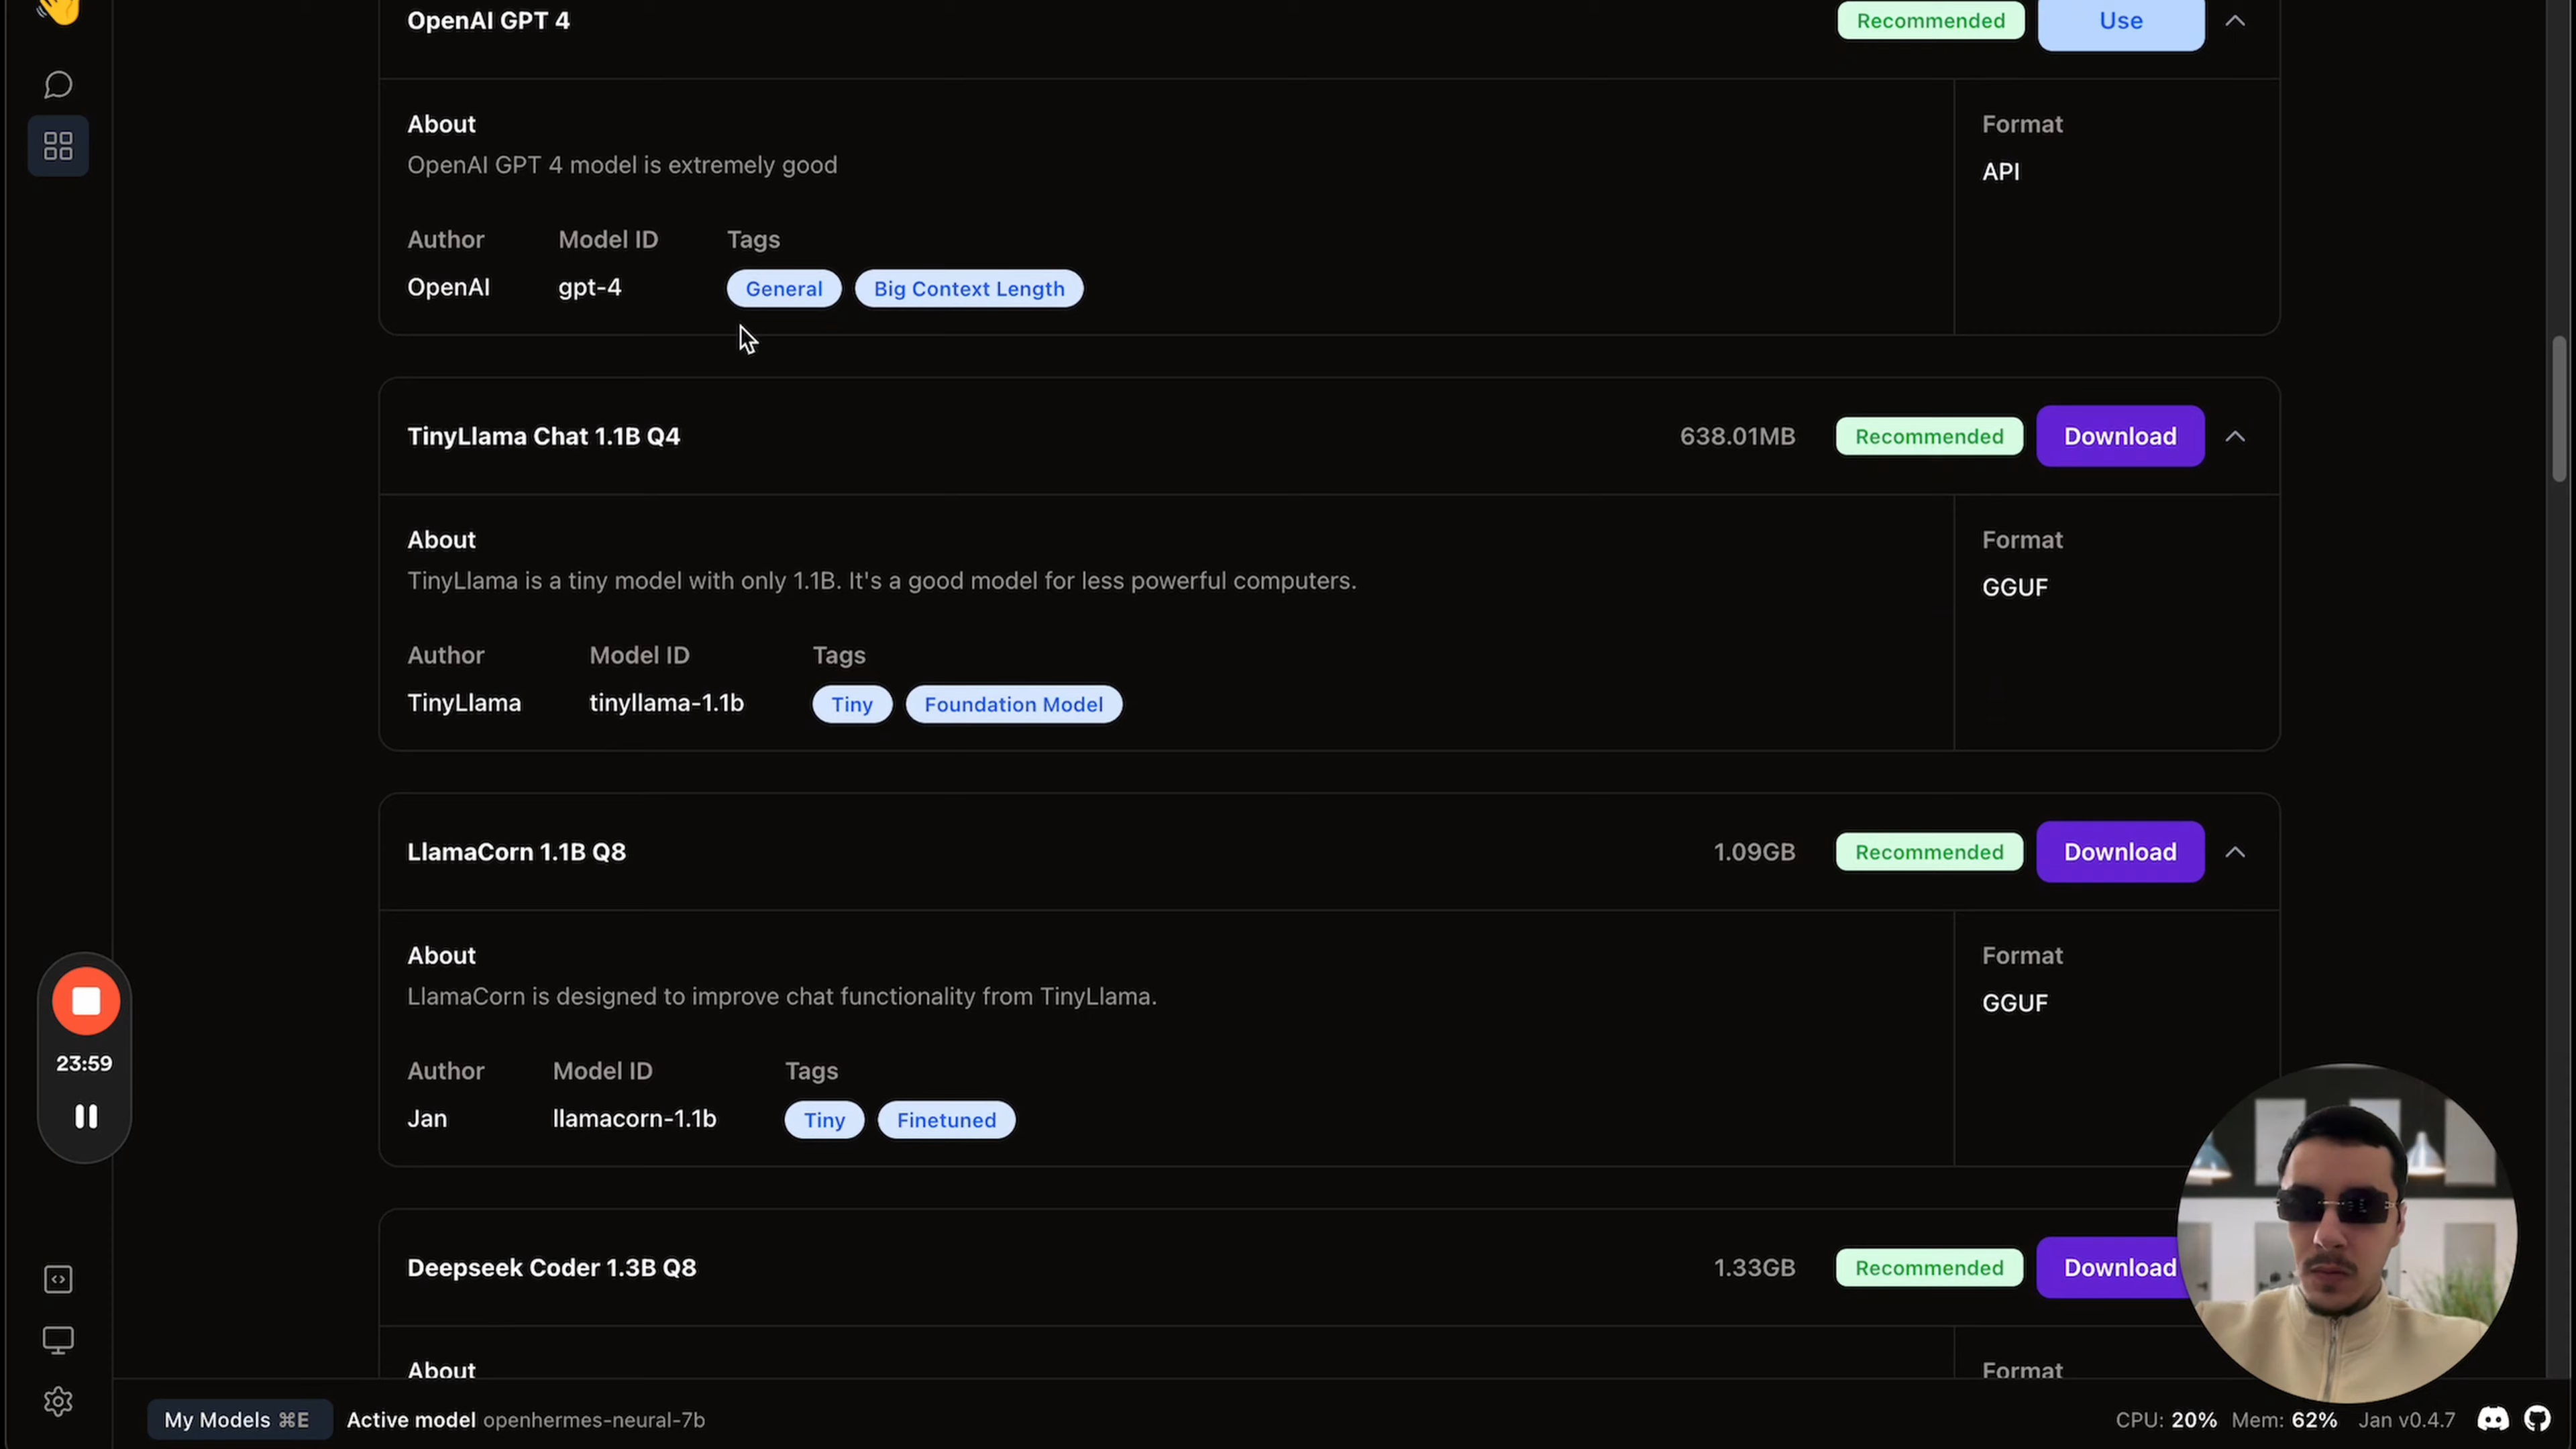 OpenAI GPT 4
Recommended
Use
About
Format
OpenAI GPT 4 model is extremely good
API
Author
Model ID
Tags
OpenAI
gpt-4
General
Big Context Length
TinyLlama Chat 1.1B Q4
638.01MB
Recommended
Download
About
Format
TinyLlama is a tiny model with only 1.1B. It's a good model for less powerful computers.
GGUF
Author
Model ID
Tags
TinyLlama
tinyllama-1.1b
Tiny
Foundation Model
LlamaCorn 1.1B Q8
1.09GB
Recommended
Download
About
Format
LlamaCorn is designed to improve chat functionality from TinyLlama.
GGUF
Author
Model ID
Tags
Jan
llamacorn-1.1b
Tiny
Finetuned
23:59
Deepseek Coder 1.3B Q8
1.33GB
Recommended
Download
About
Format
My Models ⌘E
Active model openhermes-neural-7b
CPU: 20% Mem: 62% Jan v0.4.7